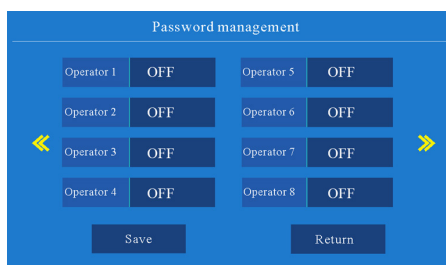 Password management
Operator 1 OFF Operator 5 OFF
Operator 2 OFF Operator 6 OFF
Operator 3 OFF Operator 7 OFF
Operator 4 OFF Operator 8 OFF
Save Return